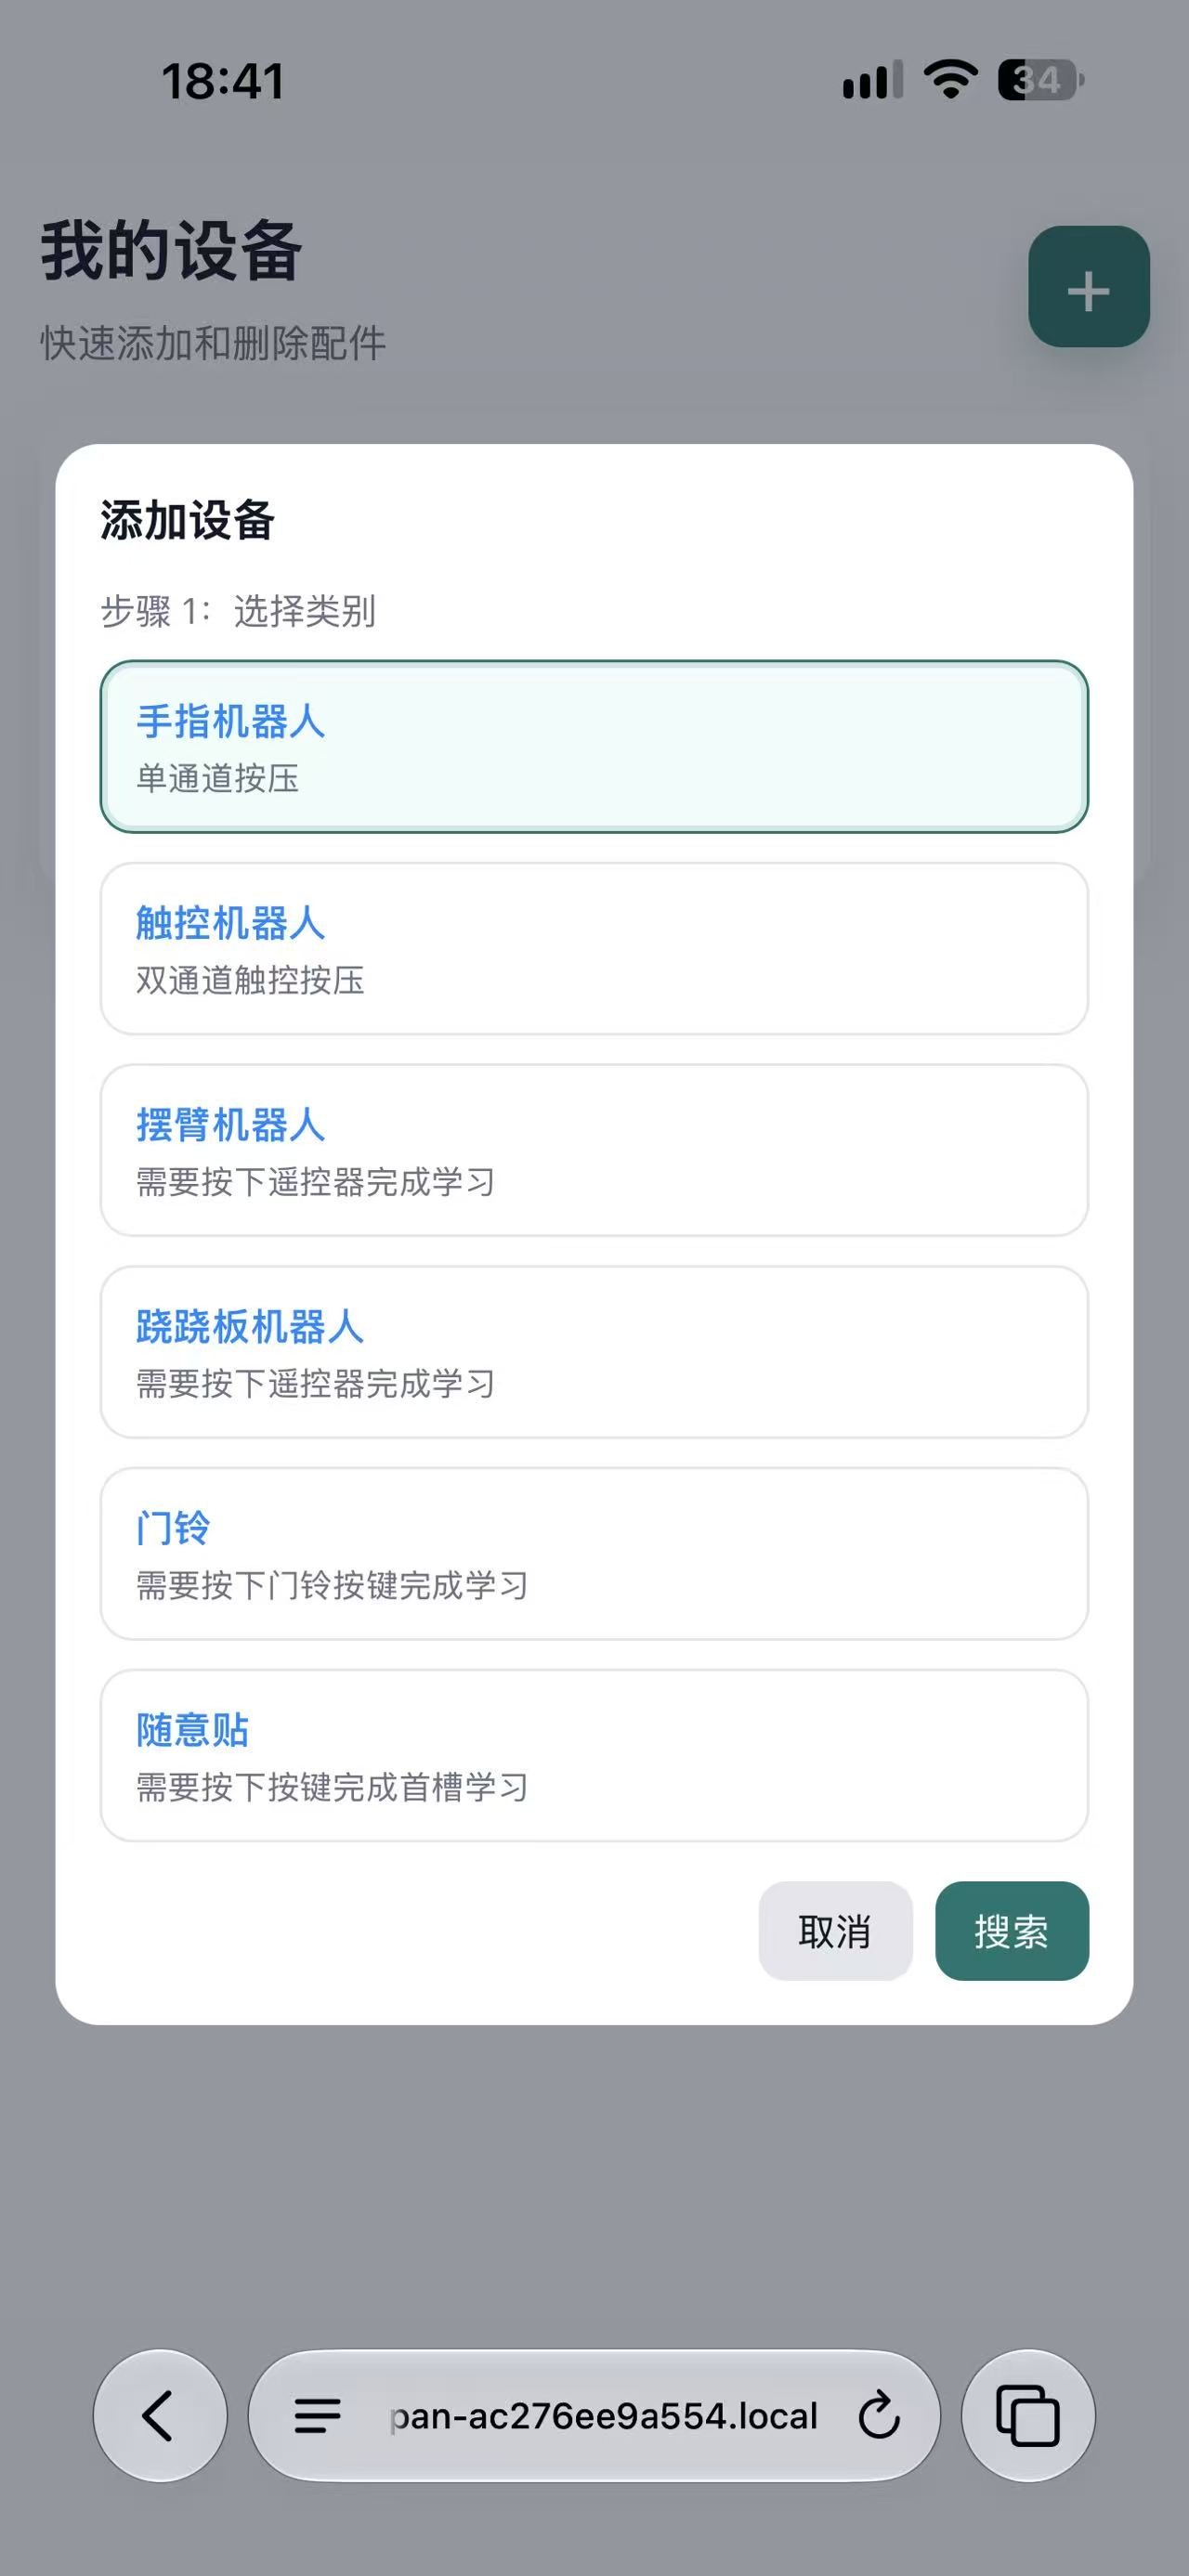 18:41
34
我的设备
快速添加和删除配件
+
添加设备
步骤 1：选择类别
手指机器人
单通道按压
触控机器人
双通道触控按压
摆臂机器人
需要按下遥控器完成学习
跷跷板机器人
需要按下遥控器完成学习
门铃
需要按下门铃按键完成学习
随意贴
需要按下按键完成首槽学习
取消
搜索
pan-ac276ee9a554.local